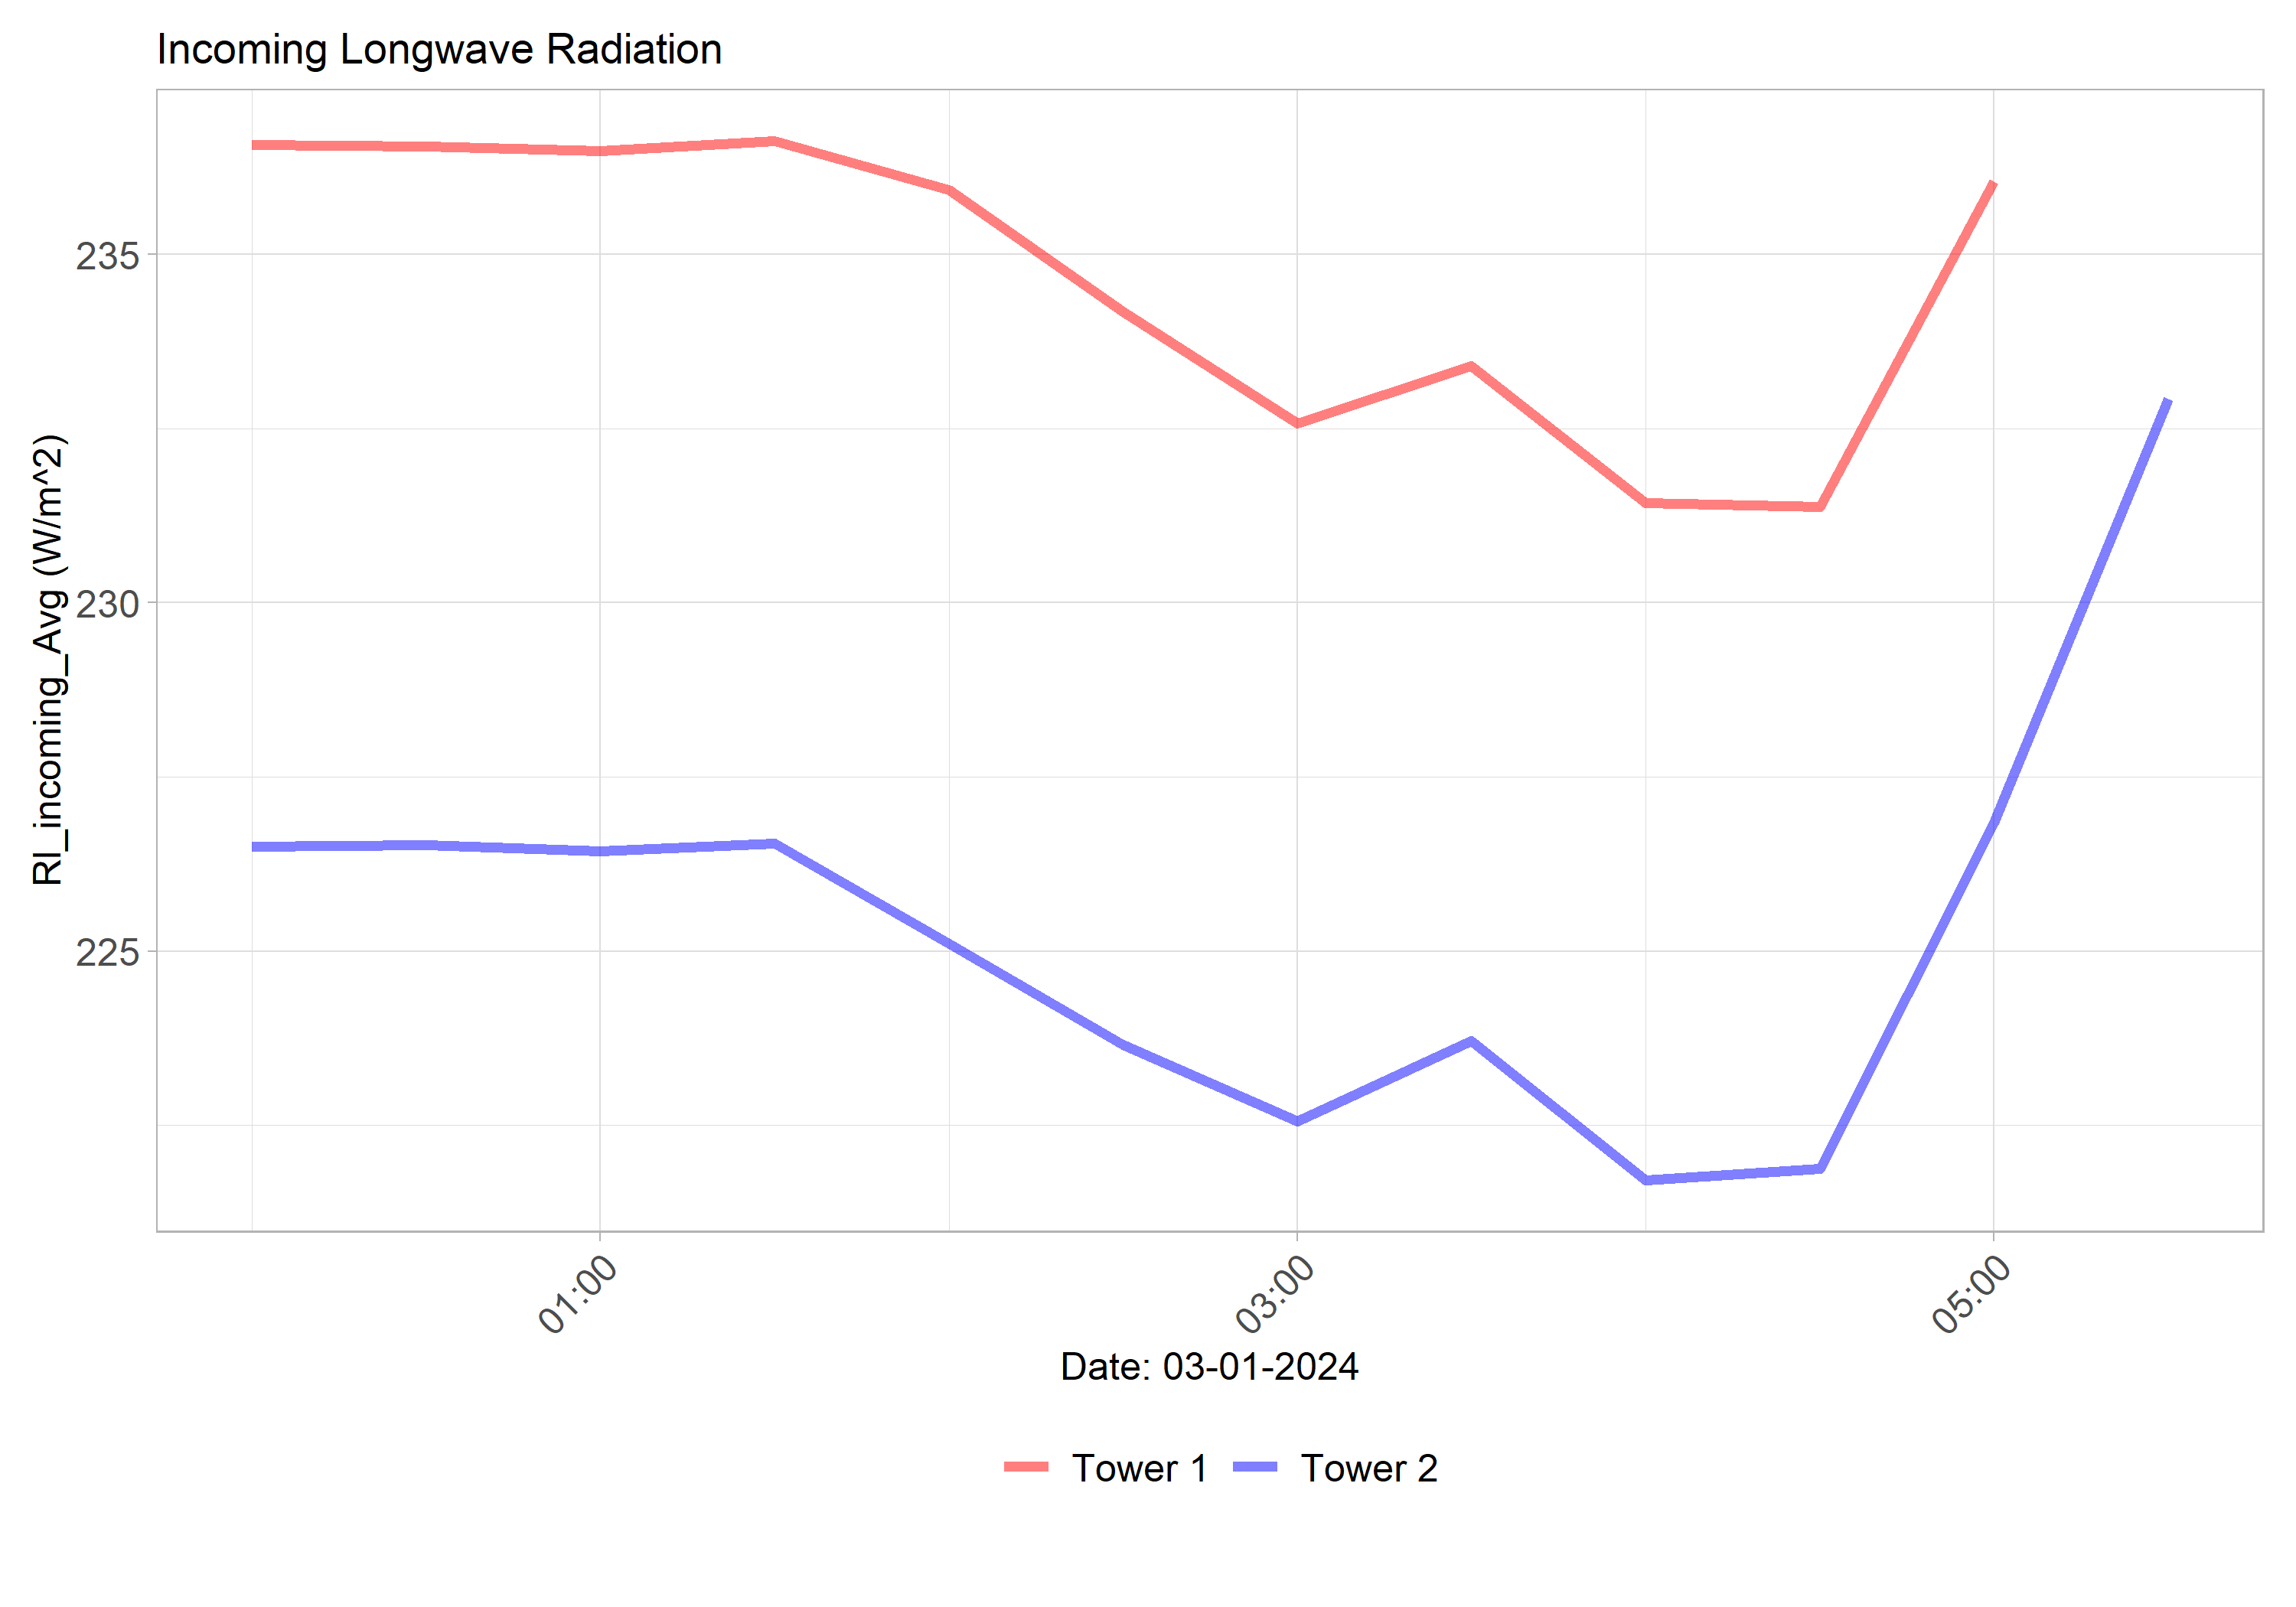 Incoming Longwave Radiation
Rl_incoming_Avg (W/m^2)
235
230
225
01:00
03:00
05:00
Date: 03-01-2024
Tower 1
Tower 2